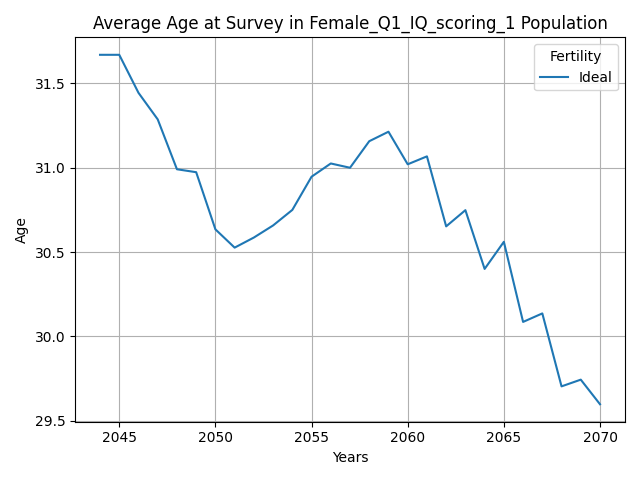 Average Age at Survey in Female_Q1_IQ_scoring_1 Population
Fertility
Ideal
31.5
31.0
30.5
30.0
29.5
Age
2045 2050 2055 2060 2065 2070
Years